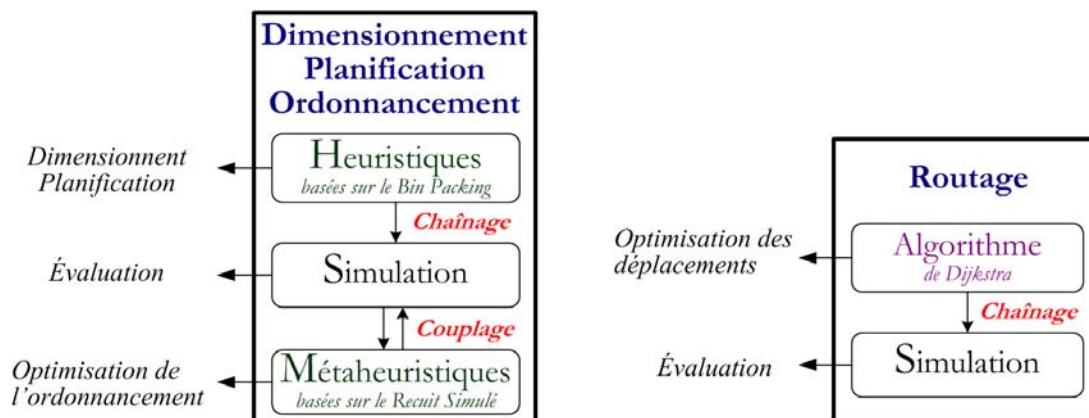 Dimensionnement
Planification
Ordonnancement
Dimensionnent
Planification
Heuristiques
basées sur le Bin Packing
Chaînage
Évaluation
Simulation
Couplage
Optimisation de
l'ordonnancement
Métaheuristiques
basées sur le Recuit Simulé
Routage
Optimisation des
déplacements
Algorithme
de Dijkstra
Chaînage
Évaluation
Simulation